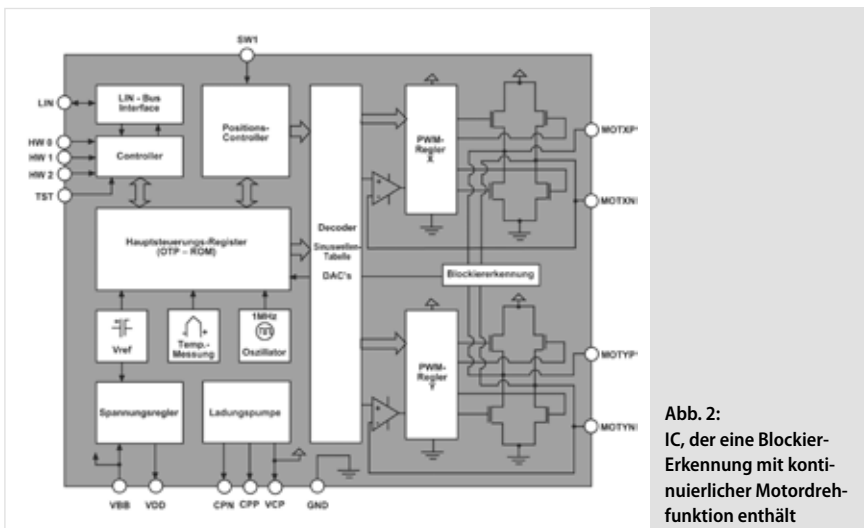 SW1
LIN
LIN - Bus
Interface
HW 0
HW 1
HW 2
TST
Controller
Positions-
Controller
Hauptsteuerungs-Register
(OTP – ROM)
Vref
Temp.-
Messung
1MHz
Oszillator
Spannungsregler
Ladungspumpe
Decoder
Sinuswellen-
Tabelle
DAC's
PWM-
Regler
X
Blockiererkennung
PWM-
Regler
Y
MOTXP
MOTXN
MOTYP
MOTYN
VBB
VDD
CPN
CPP
VCP
GND
Abb. 2:
IC, der eine Blockier-
Erkennung mit konti-
nuierlicher Motordreh-
funktion enthält